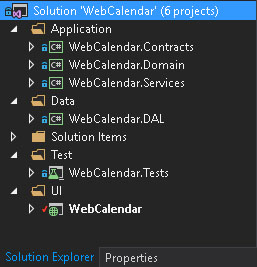 Solution 'WebCalendar' (6 projects)
Application
WebCalendar.Contracts
WebCalendar.Domain
WebCalendar.Services
Data
WebCalendar.DAL
Solution Items
Test
WebCalendar.Tests
UI
WebCalendar
Solution Explorer Properties